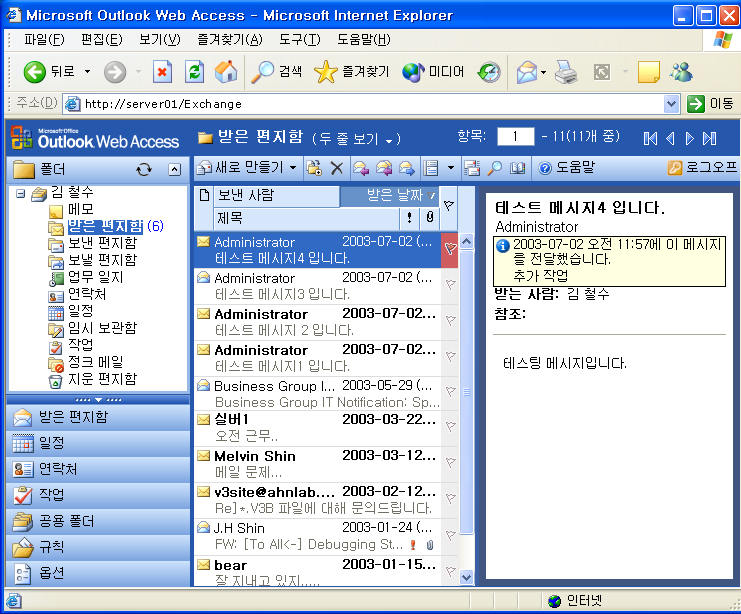 Microsoft Outlook Web Access - Microsoft Internet Explorer
파일(F) 편집(E) 보기(V) 즐겨찾기(A) 도구(T) 도움말(H)
뒤로 검색 즐겨찾기 미디어
주소(D) http://server01/Exchange 이동
Microsoft Office
Outlook Web Access 받은 편지함 (두 줄 보기 ) 항목: 1 - 11(11개 중)
폴더 새로 만들기 도움말 로그오프
김 철수
메모
받은 편지함 (6)
보낸 편지함
보낼 편지함
업무 일지
연락처
일정
임시 보관함
작업
정크 메일
지운 편지함
받은 편지함
일정
연락처
작업
공용 폴더
규칙
옵션
보낸 사람 받은 날짜
제목 !
Administrator 2003-07-02 (...
테스트 메시지4 입니다.
Administrator 2003-07-02 (...
테스트 메시지3 입니다.
Administrator 2003-07-02...
테스트 메시지 2 입니다.
Administrator 2003-07-02...
테스트 메시지1 입니다.
Business Group I... 2003-05-29 (...
Business Group IT Notification: Sp...
실버1 2003-03-22...
오전 근무..
Melvin Shin 2003-03-12...
메일 문제...
v3site@ahnlab.... 2003-02-12...
Re]*.V3B 파일에 대해 문의드립니다.
J.H Shin 2003-01-24 (...
FW: [To All<-] Debugging St... !
bear 2003-01-15...
잘 지내고 있지.....
테스트 메시지4 입니다.
Administrator
2003-07-02 오전 11:57에 이 메시지
를 전달했습니다.
추가 작업
받는 사람: 김 철수
참조:
테스팅 메시지입니다.
인터넷